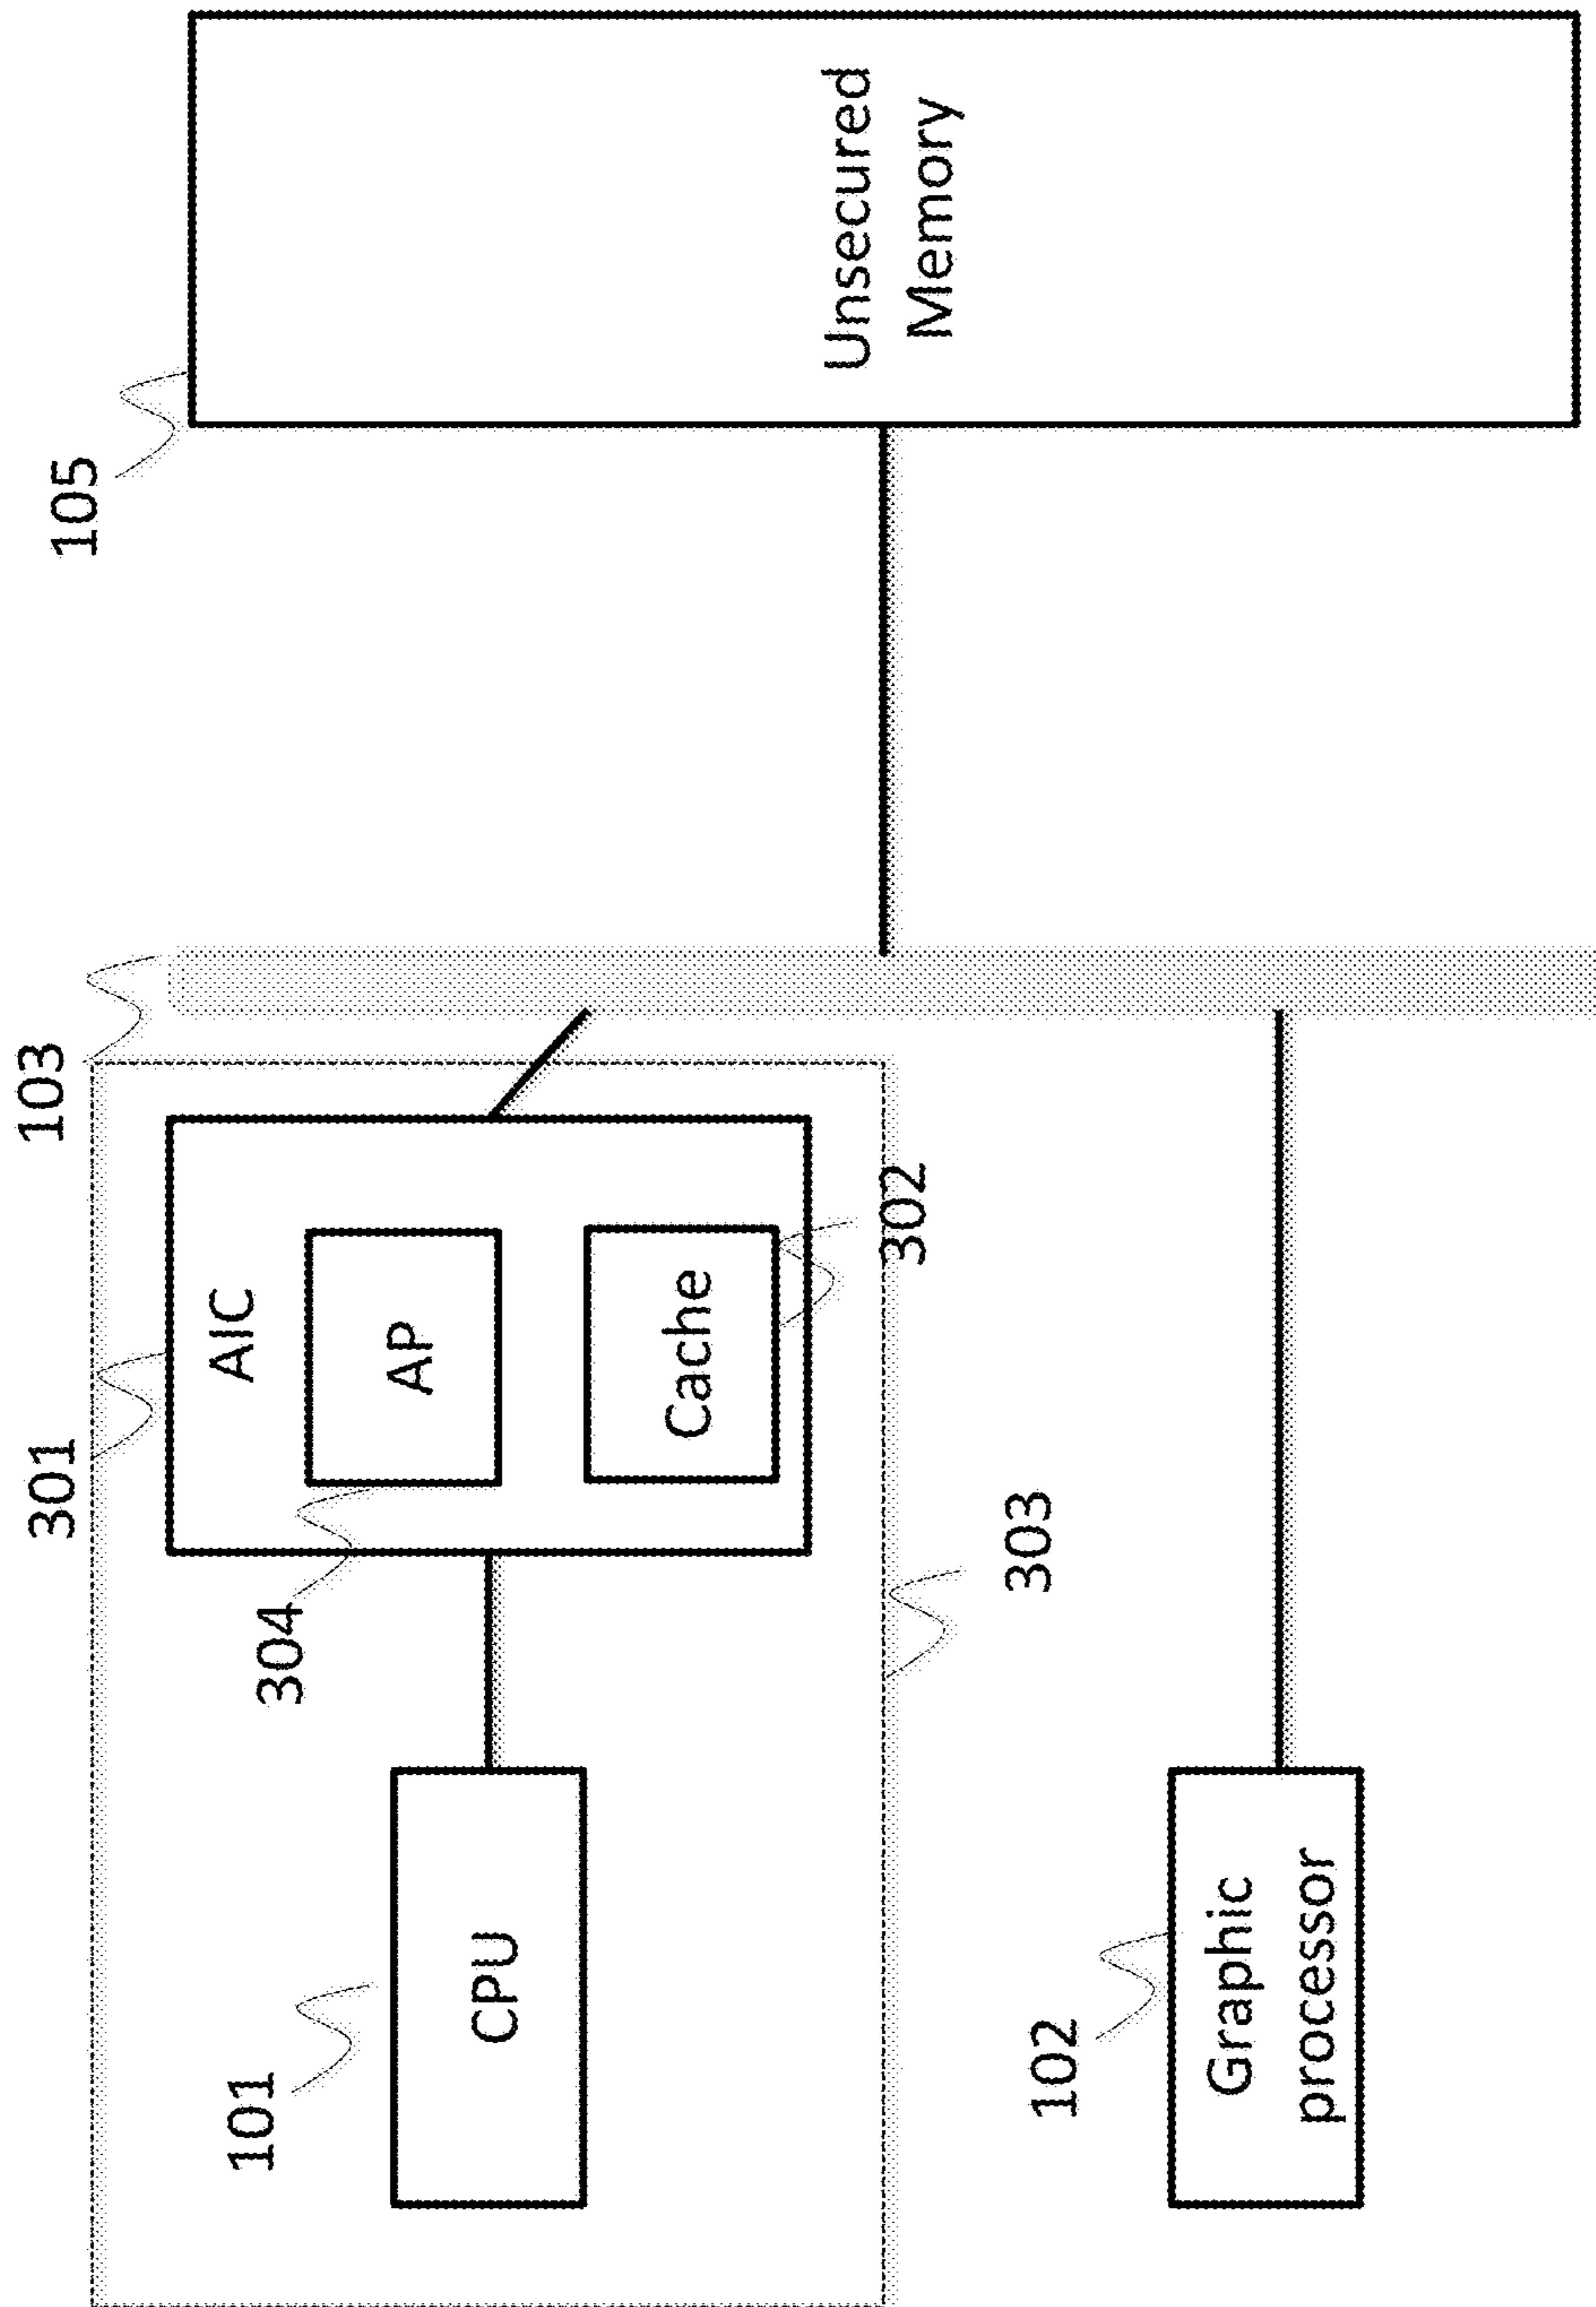 101
CPU
304
301
AIC
AP
Cache
302
303
103
105
Unsecured
Memory
102
Graphic
processor